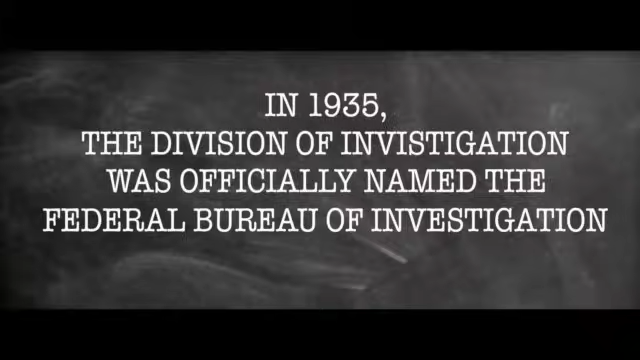 IN 1935,
THE DIVISION OF INVISTIGATION
WAS OFFICIALLY NAMED THE
FEDERAL BUREAU OF INVESTIGATION